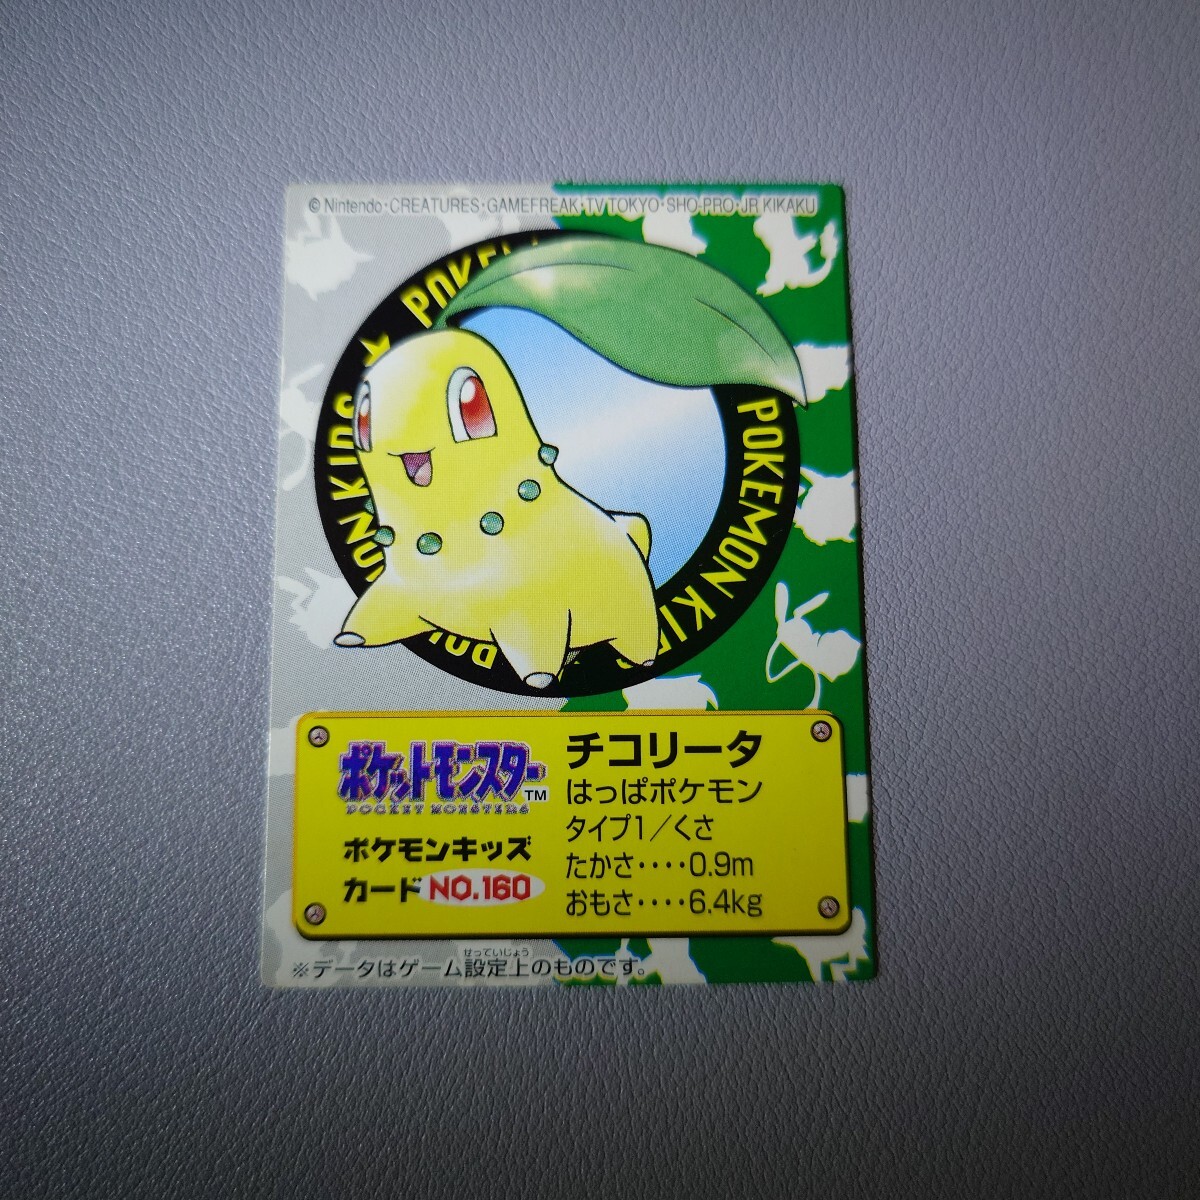 © Nintendo・CREATURES・GAMEFREAK・TV TOKYO・SHO-PRO・JR KIKAKU
POKEMON KI
ポケットモンスター™
POCKET MONSTERS
ポケモンキッズ
カード NO.160
チコリータ
はっぱポケモン
タイプ1／くさ
たかさ‥‥0.9m
おもさ‥‥6.4kg
せっていじょう
※データはゲーム設定上のものです。